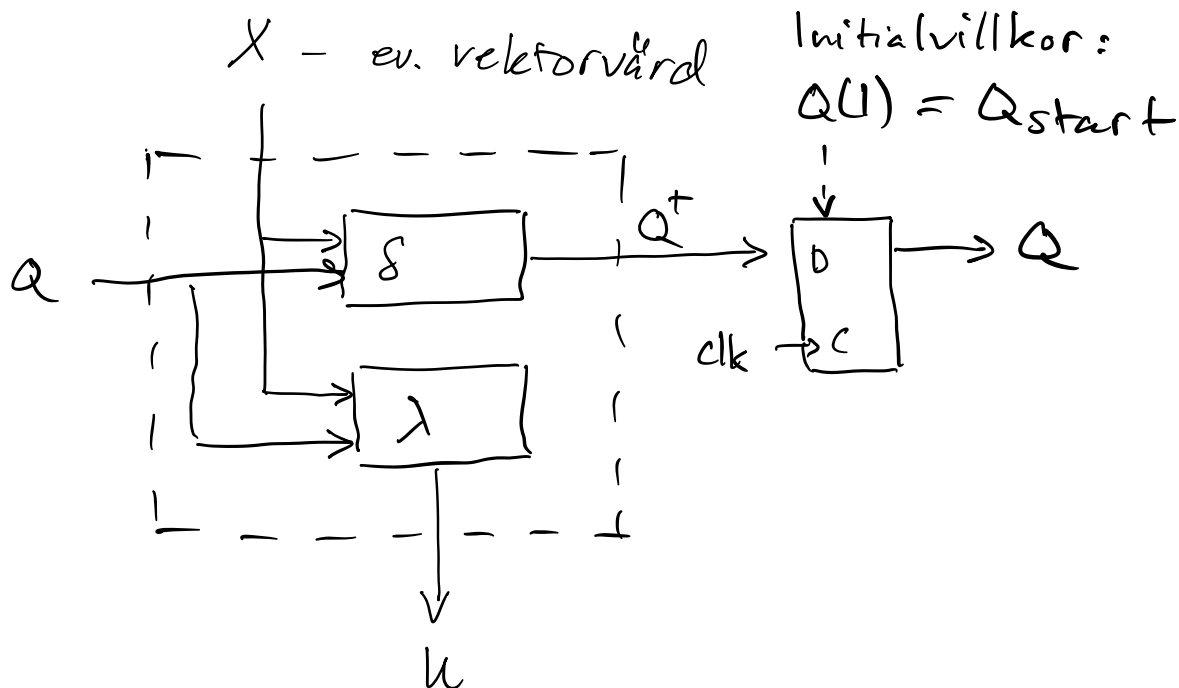 X - ev. vektorvärd
Initialvillkor:
Q(1) = Qstart
Q
δ
Q⁺
D
Q
clk
C
λ
u